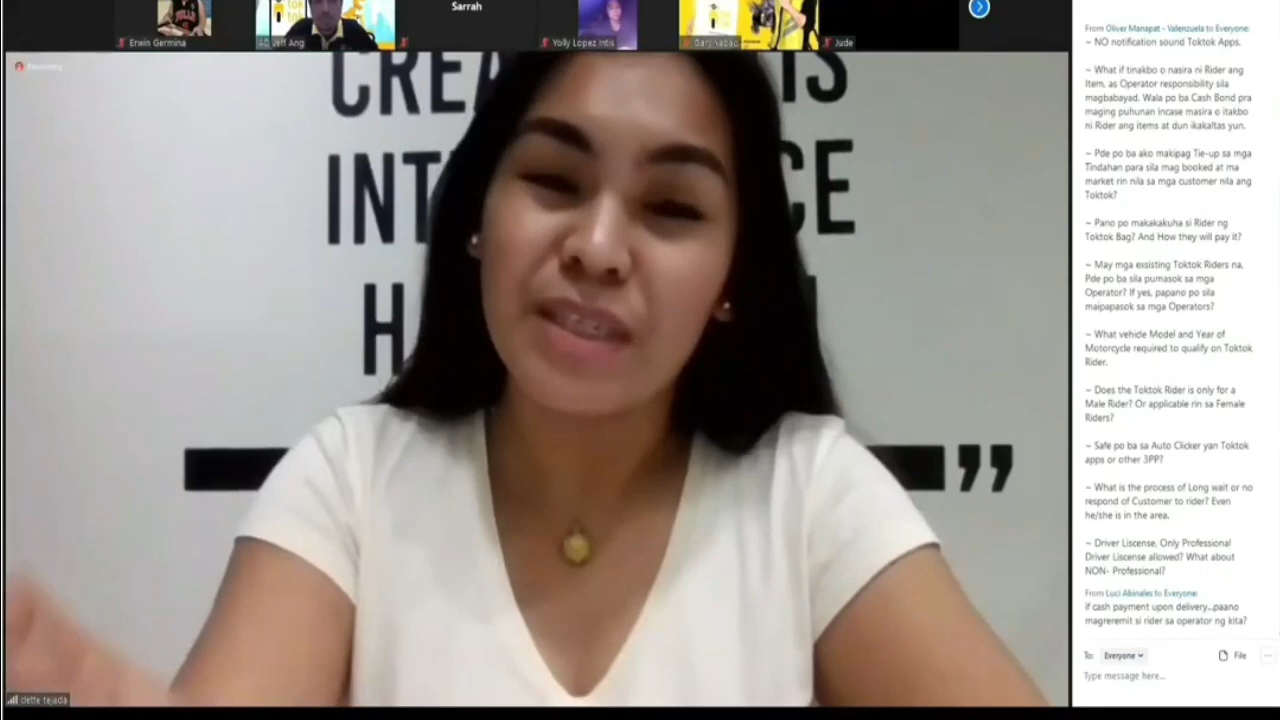 Sarrah
Erwin Germina
AD Jeff Ang
Yolly Lopez Intis
Jude
Recording
CREA IS
INT CE
H
”
dette tejada
From Oliver Manapat - Valenzuela to Everyone:
~ NO notification sound Toktok Apps.
~ What if tinakbo o nasira ni Rider ang
Item, as Operator responsibility sila
magbabayad. Wala po ba Cash Bond pra
maging puhunan incase masira o itakbo
ni Rider ang items at dun ikakaltas yun.
~ Pde po ba ako makipag Tie-up sa mga
Tindahan para sila mag booked at ma
market rin nila sa mga customer nila ang
Toktok?
~ Pano po makakakuha si Rider ng
Toktok Bag? And How they will pay it?
~ May mga exsisting Toktok Riders na,
Pde po ba sila pumasok sa mga
Operator? If yes, papano po sila
maipapasok sa mga Operators?
~ What vehicle Model and Year of
Motorcycle required to qualify on Toktok
Rider.
~ Does the Toktok Rider is only for a
Male Rider? Or applicable rin sa Female
Riders?
~ Safe po ba sa Auto Clicker yan Toktok
apps or other 3PP?
~ What is the process of Long wait or no
respond of Customer to rider? Even
he/she is in the area.
~ Driver Liscense. Only Professional
Driver Liscense allowed? What about
NON- Professional?
From Luci Abinales to Everyone:
if cash payment upon delivery...paano
magreremit si rider sa operator ng kita?
To: Everyone
File
Type message here...